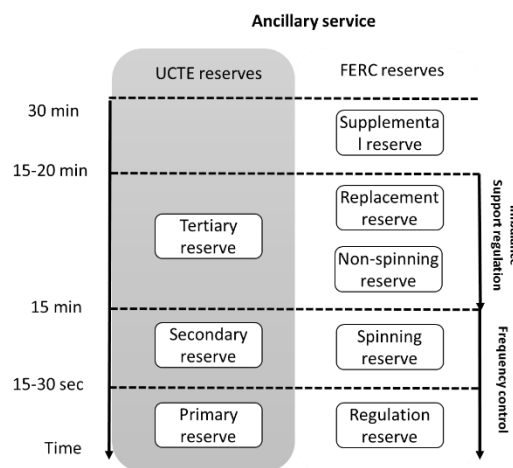 Ancillary service
UCTE reserves
FERC reserves
30 min
Supplementa
l reserve
15-20 min
Replacement
reserve
Tertiary
reserve
Non-spinning
reserve
Support regulation
15 min
Secondary
reserve
Spinning
reserve
Frequency control
15-30 sec
Primary
reserve
Regulation
reserve
Time